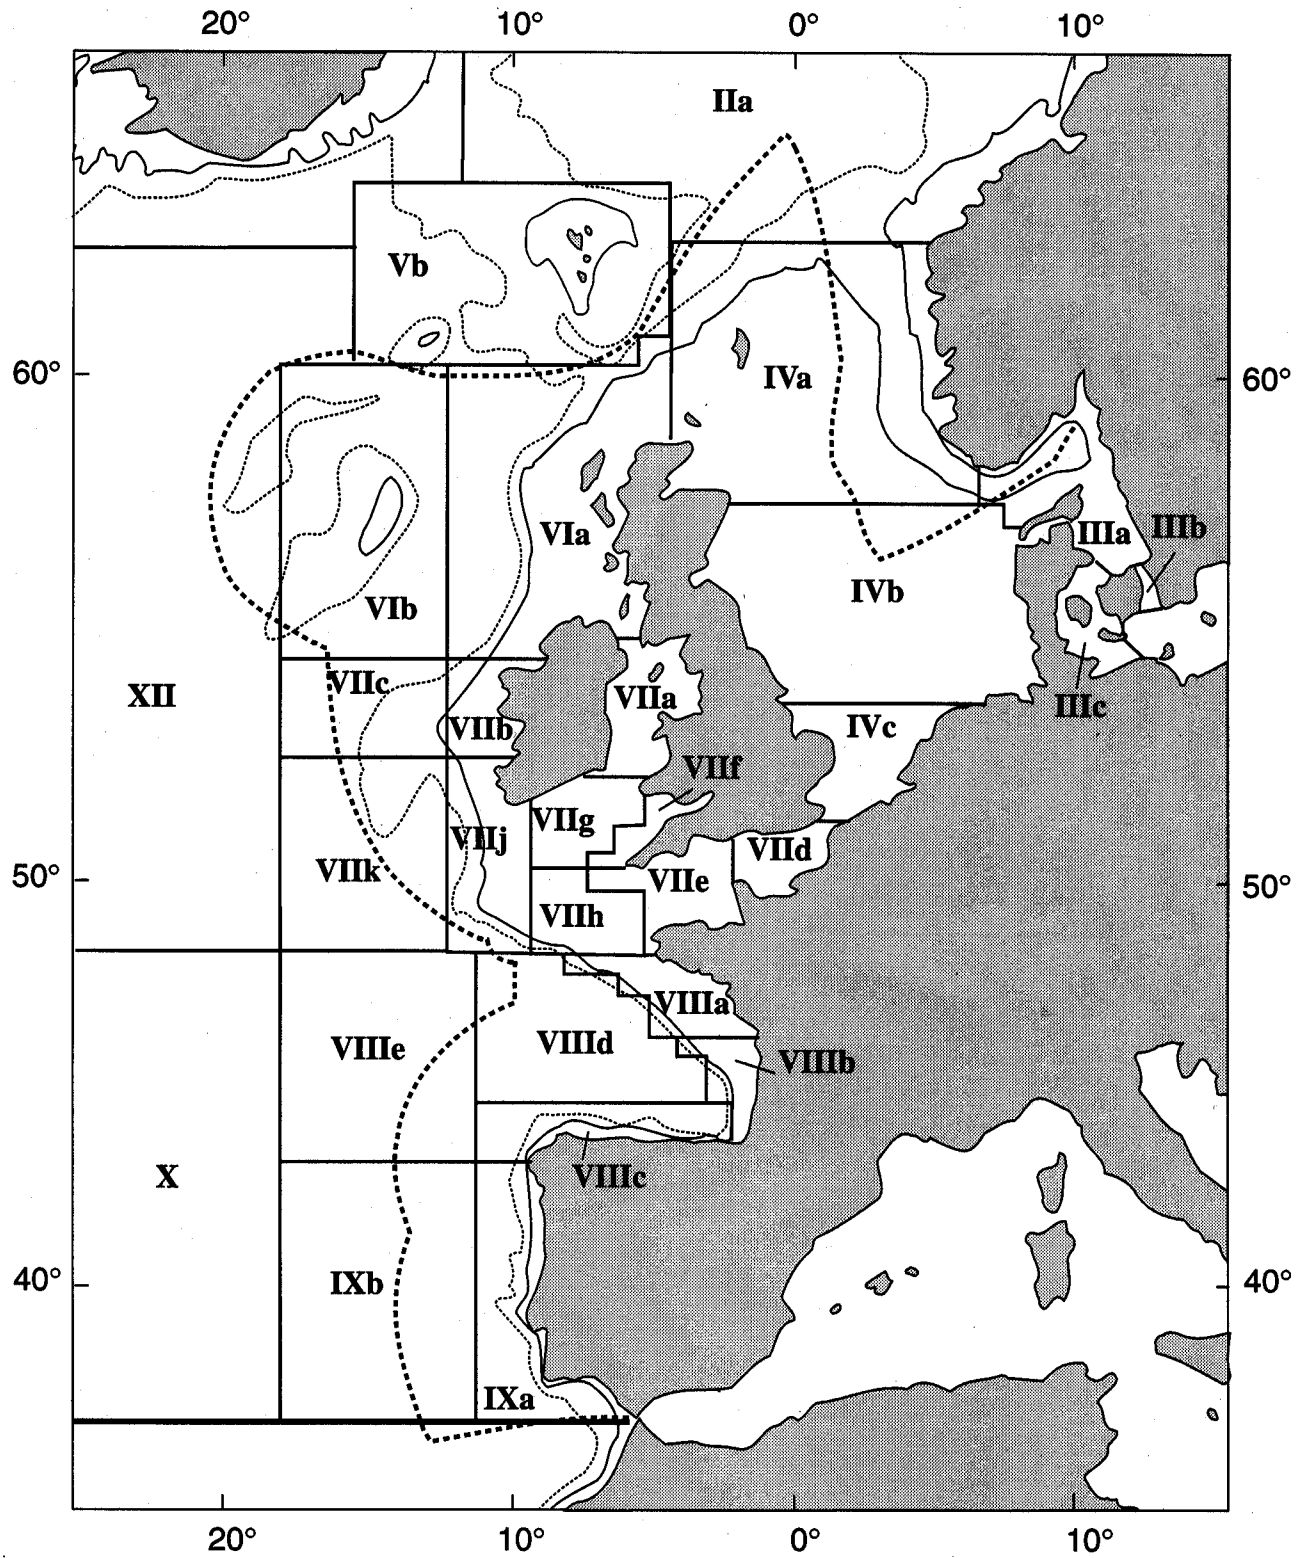 20° 10° 0° 10°
IIa
Vb
60° IVa 60°
VIa IIIa IIIb
VIb IVb
VIIc
XII VIIa IIIc
VIIb IVc
VIIf
VIIj VIIg VIId
50° VIIk VIIe 50°
VIIh
VIIIa
VIIIe VIIId VIIIb
X VIIIc
40° IXb 40°
IXa
20° 10° 0° 10°